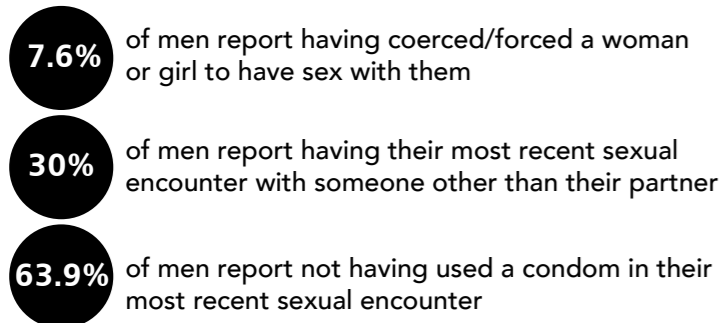 7.6%
of men report having coerced/forced a woman
or girl to have sex with them
30%
of men report having their most recent sexual
encounter with someone other than their partner
63.9%
of men report not having used a condom in their
most recent sexual encounter